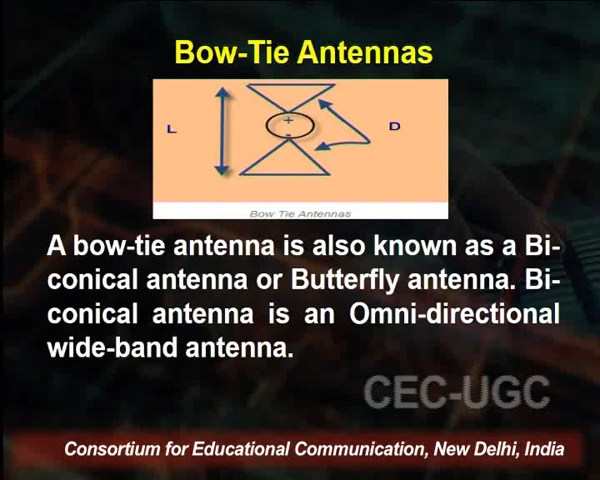 Bow-Tie Antennas
L
+
-
D
Bow Tie Antennas
A bow-tie antenna is also known as a Bi-
conical antenna or Butterfly antenna. Bi-
conical antenna is an Omni-directional
wide-band antenna.
CEC-UGC
Consortium for Educational Communication, New Delhi, India